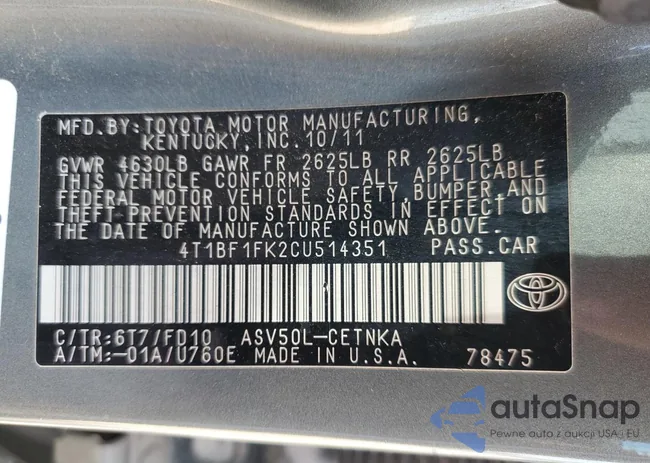 MFD. BY: TOYOTA MOTOR MANUFACTURING,
KENTUCKY, INC. 10/11
GVWR 4630LB GAWR FR 2625LB RR 2625LB
THIS VEHICLE CONFORMS TO ALL APPLICABLE
FEDERAL MOTOR VEHICLE SAFETY, BUMPER AND
THEFT-PREVENTION STANDARDS IN EFFECT ON
THE DATE OF MANUFACTURE SHOWN ABOVE.
4T1BF1FK2CU514351 PASS.CAR
C/TR:6T7/FD10 ASV50L-CETNKA
A/TM:-01A/U760E MADE IN U.S.A. 78475
autaSnap
Pewne auto z aukcji USA i EU